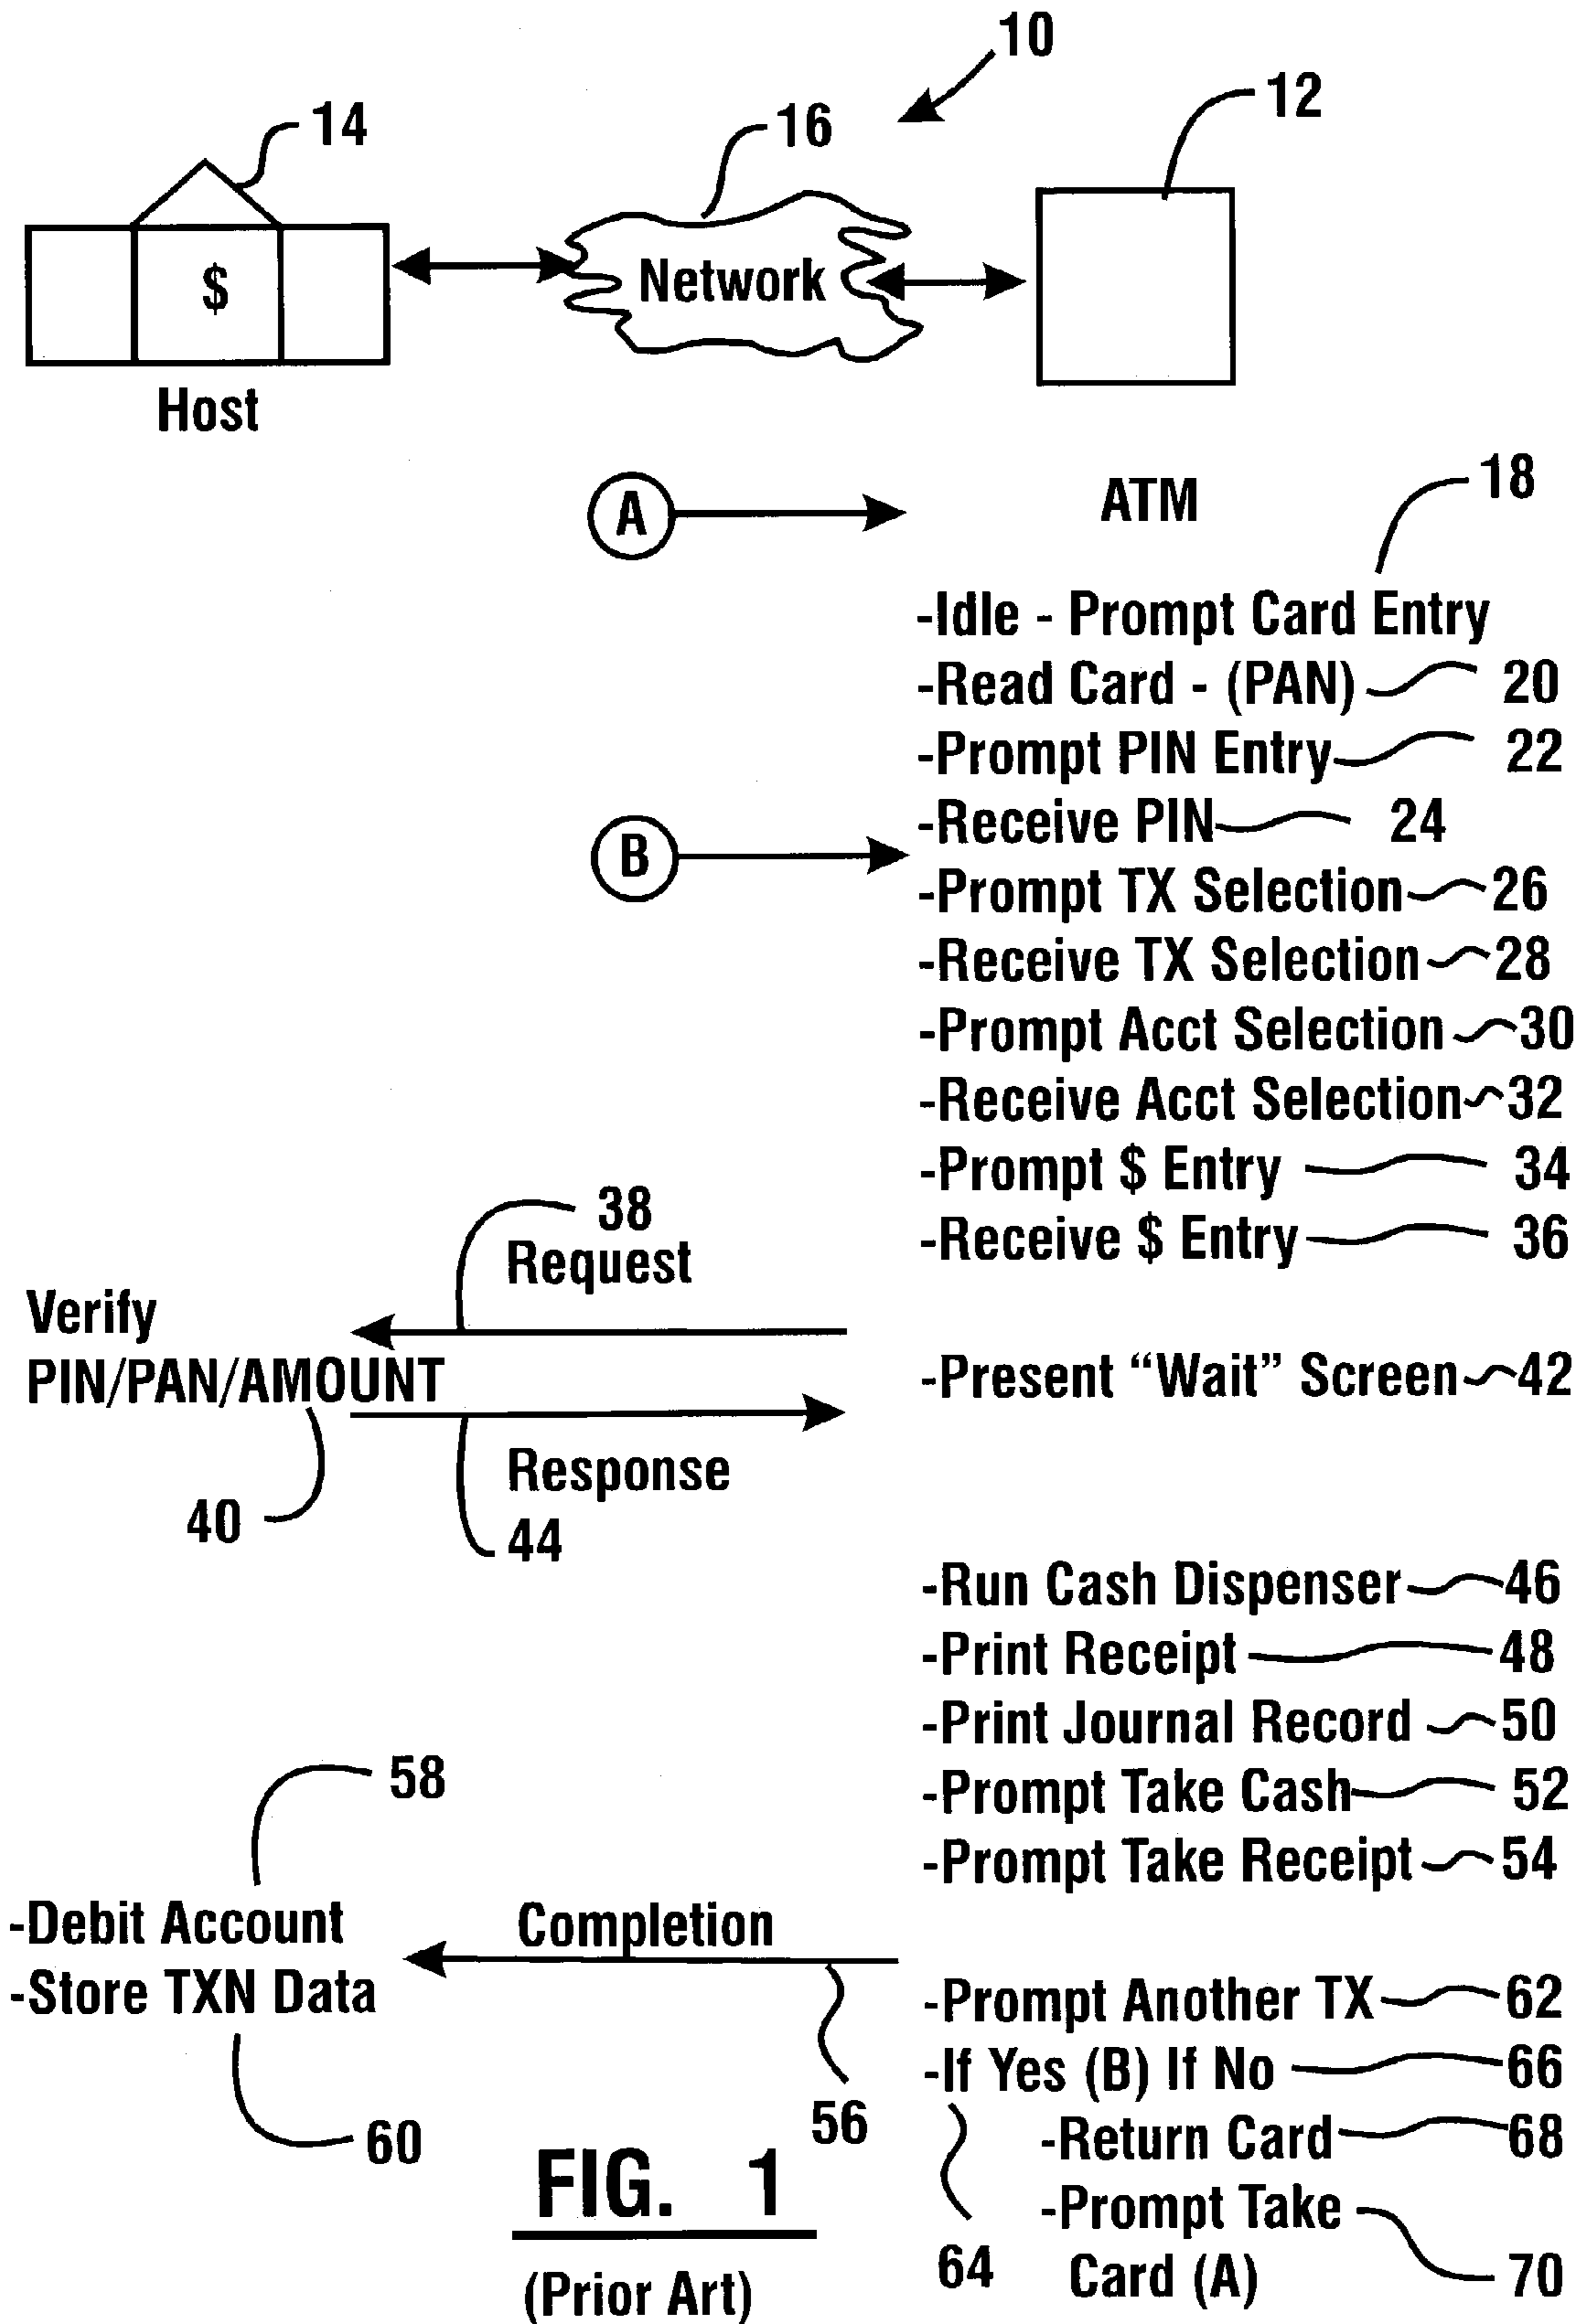 10
14
16
12
$
Network
Host
A
ATM
18
-Idle - Prompt Card Entry
-Read Card - (PAN) 20
-Prompt PIN Entry 22
-Receive PIN 24
B
-Prompt TX Selection 26
-Receive TX Selection 28
-Prompt Acct Selection 30
-Receive Acct Selection 32
-Prompt $ Entry 34
-Receive $ Entry 36
38
Request
Verify
PIN/PAN/AMOUNT
-Present “Wait” Screen 42
Response
40
44
-Run Cash Dispenser 46
-Print Receipt 48
-Print Journal Record 50
-Prompt Take Cash 52
-Prompt Take Receipt 54
58
-Debit Account
-Store TXN Data
Completion
-Prompt Another TX 62
-If Yes (B) If No 66
56
60
-Return Card 68
-Prompt Take
Card (A)
64
70
FIG. 1
(Prior Art)